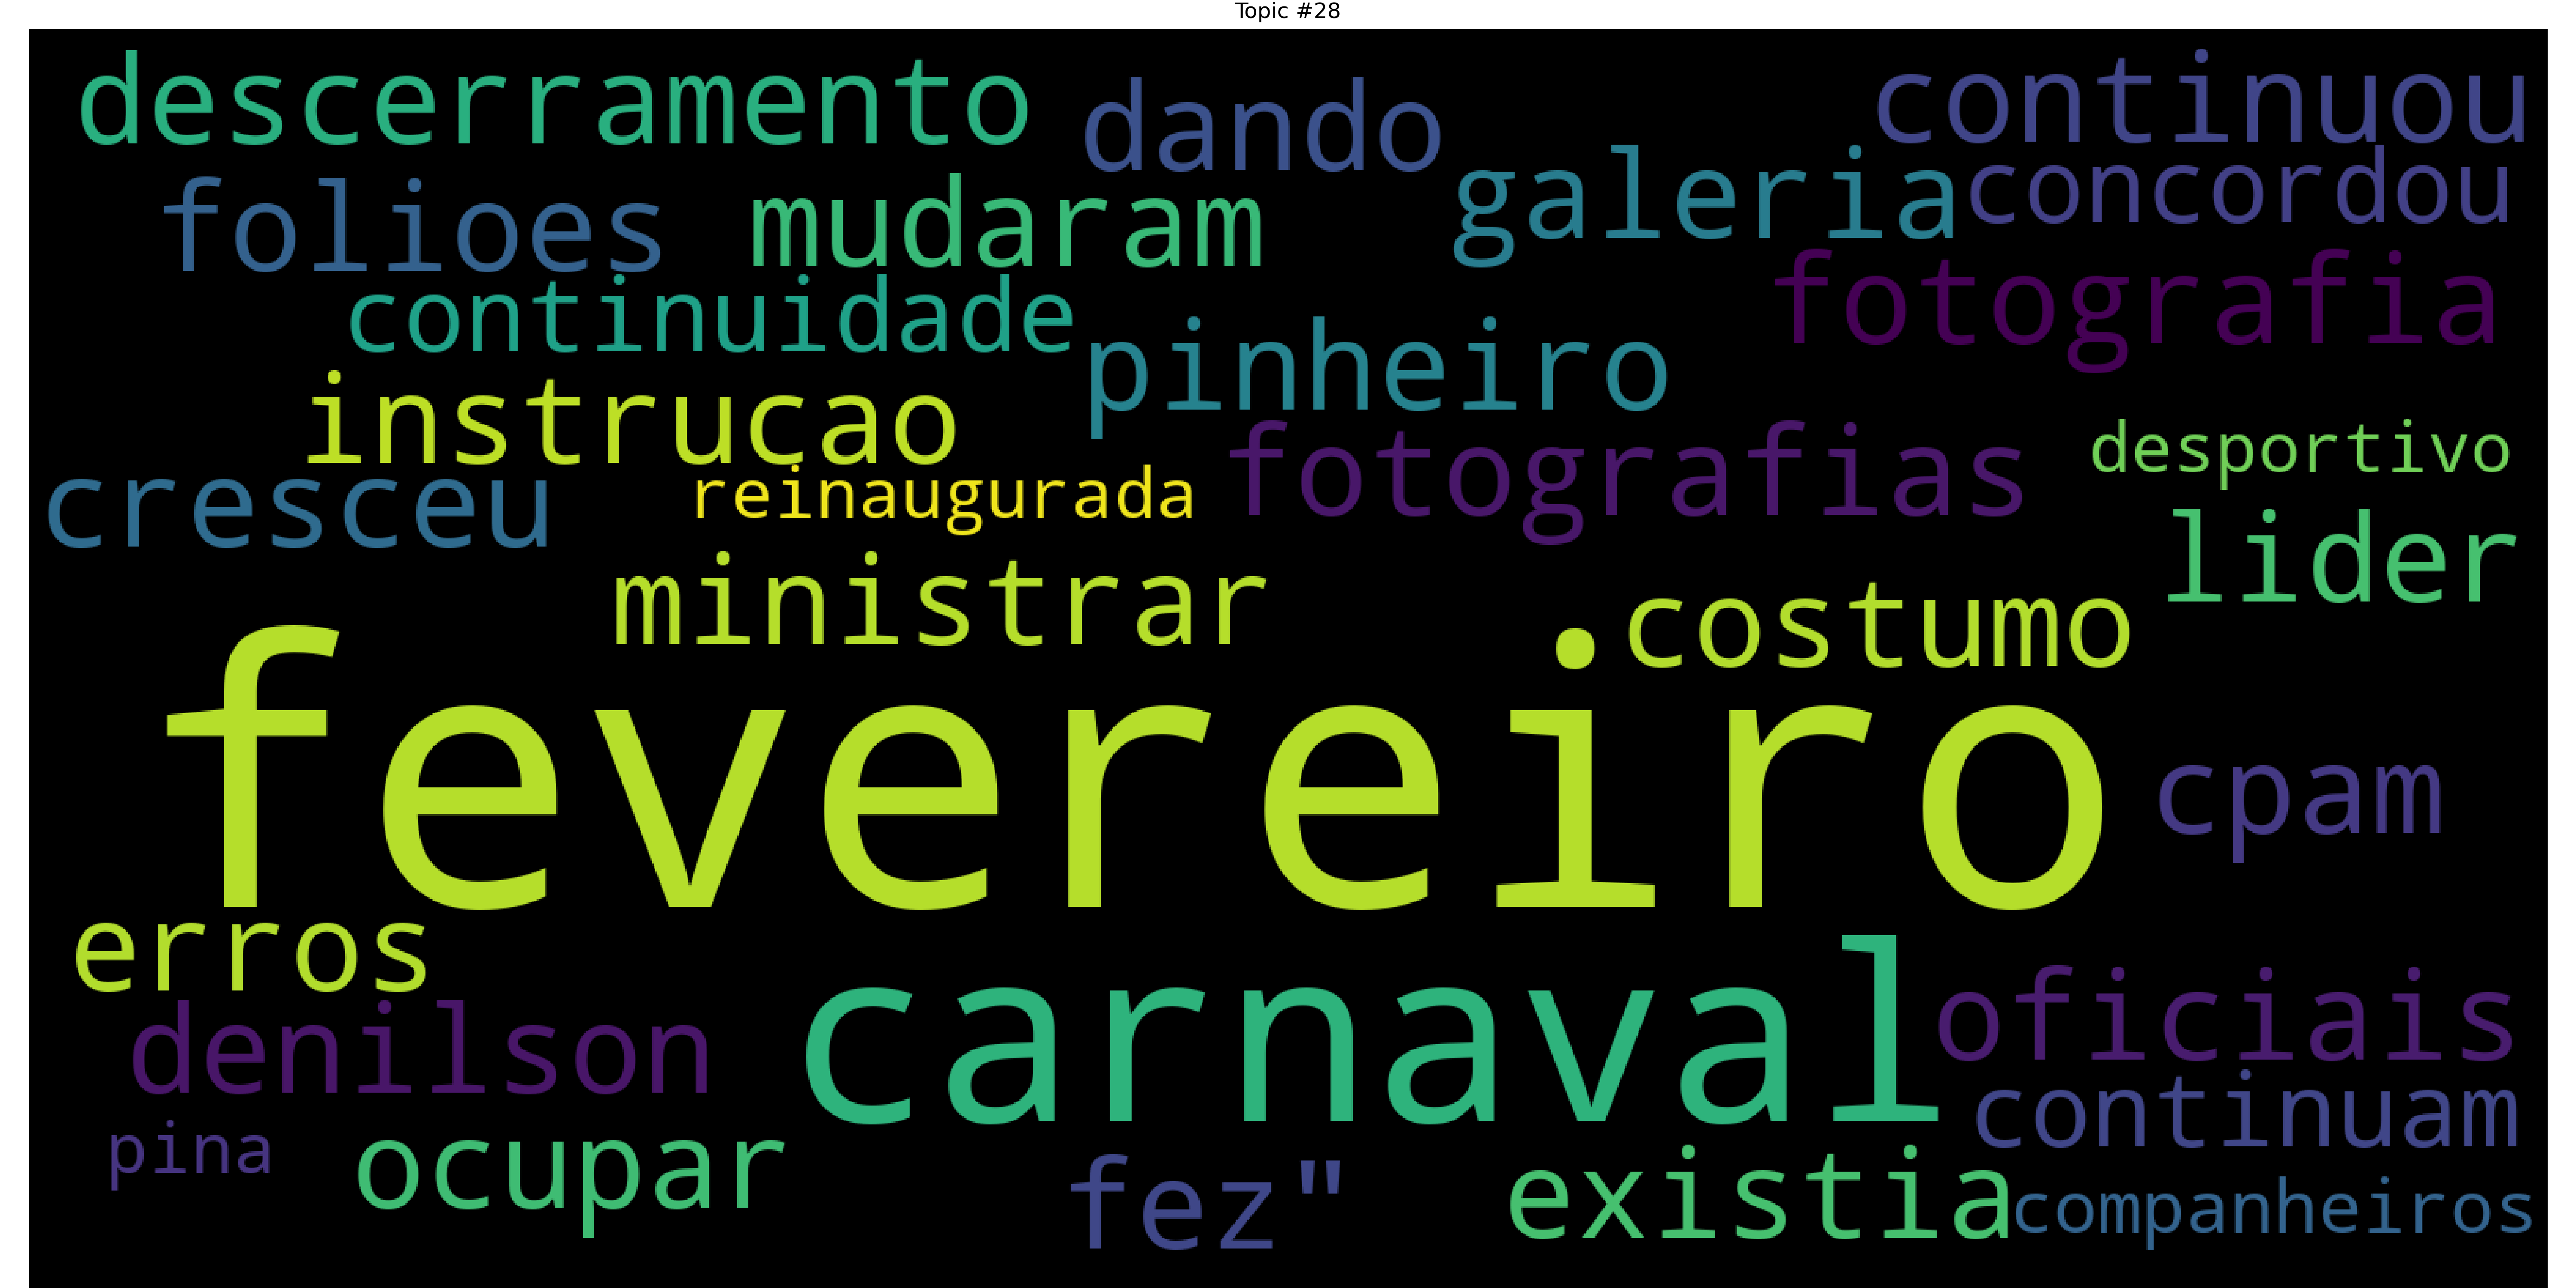 Topic #28
descerramento
dando
continuou
folioes
mudaram
galeria
concordou
continuidade
pinheiro
fotografia
instrucao
fotografias
desportivo
cresceu
reinaugurada
lider
ministrar
costumo
fevereiro
cpam
erros
carnaval
oficiais
denilson
continuam
pina
ocupar
fez"
existia
companheiros